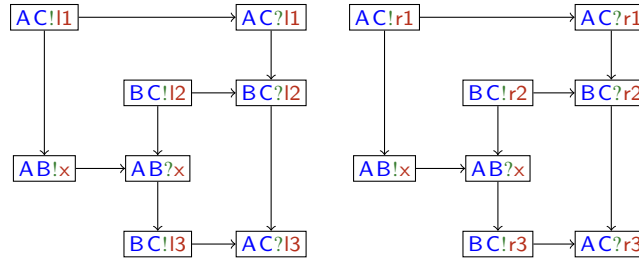 AC!l1 AC?l1 AC!r1 AC?r1
BC!l2 BC?l2 BC!r2 BC?r2
AB!x AB?x AB!x AB?x
BC!l3 AC?l3 BC!r3 AC?r3